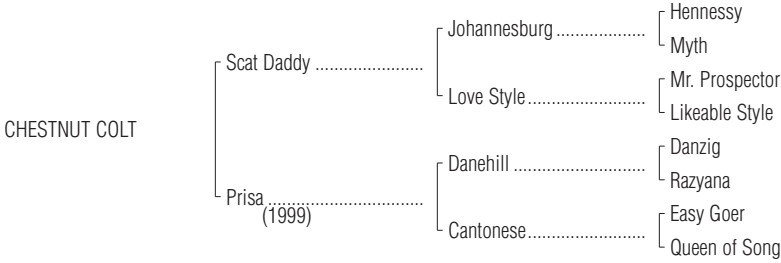 Hennessy
Johannesburg ..................
Myth
Scat Daddy ......................
Mr. Prospector
Love Style........................
Likeable Style
CHESTNUT COLT
Danzig
Danehill ..........................
Razyana
Prisa ................................
(1999)
Easy Goer
Cantonese........................
Queen of Song